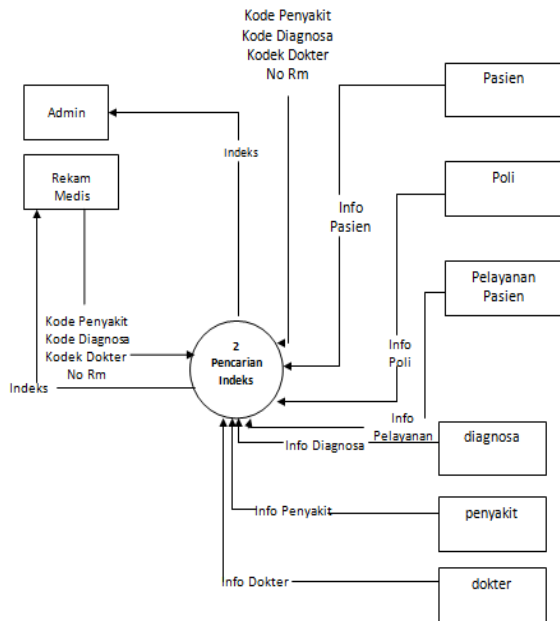 Kode Penyakit
Kode Diagnosa
Kodek Dokter
No Rm
Pasien
Admin
Indeks
Rekam
Medis
Poli
Info
Pasien
Pelayanan
Pasien
Kode Penyakit
Kode Diagnosa
Kodek Dokter
No Rm
Indeks
2
Pencarian
Indeks
Info
Poli
Info
Pelayanan
Info Diagnosa
diagnosa
Info Penyakit
penyakit
Info Dokter
dokter